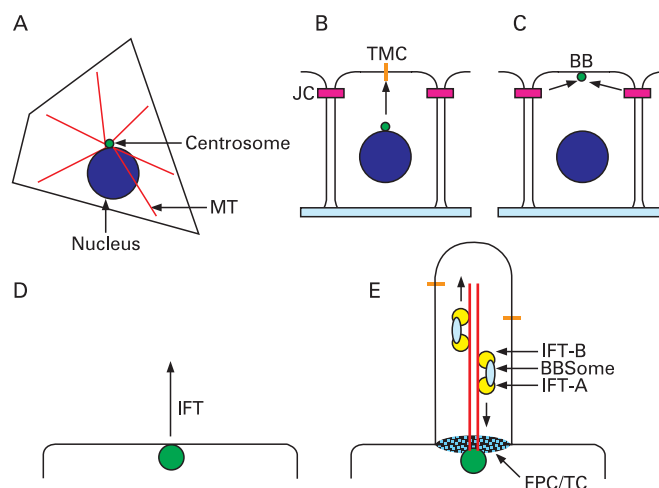 A
Centrosome
MT
Nucleus
B
TMC
JC
C
BB
D
IFT
E
IFT-B
BBSome
IFT-A
FPC/TC